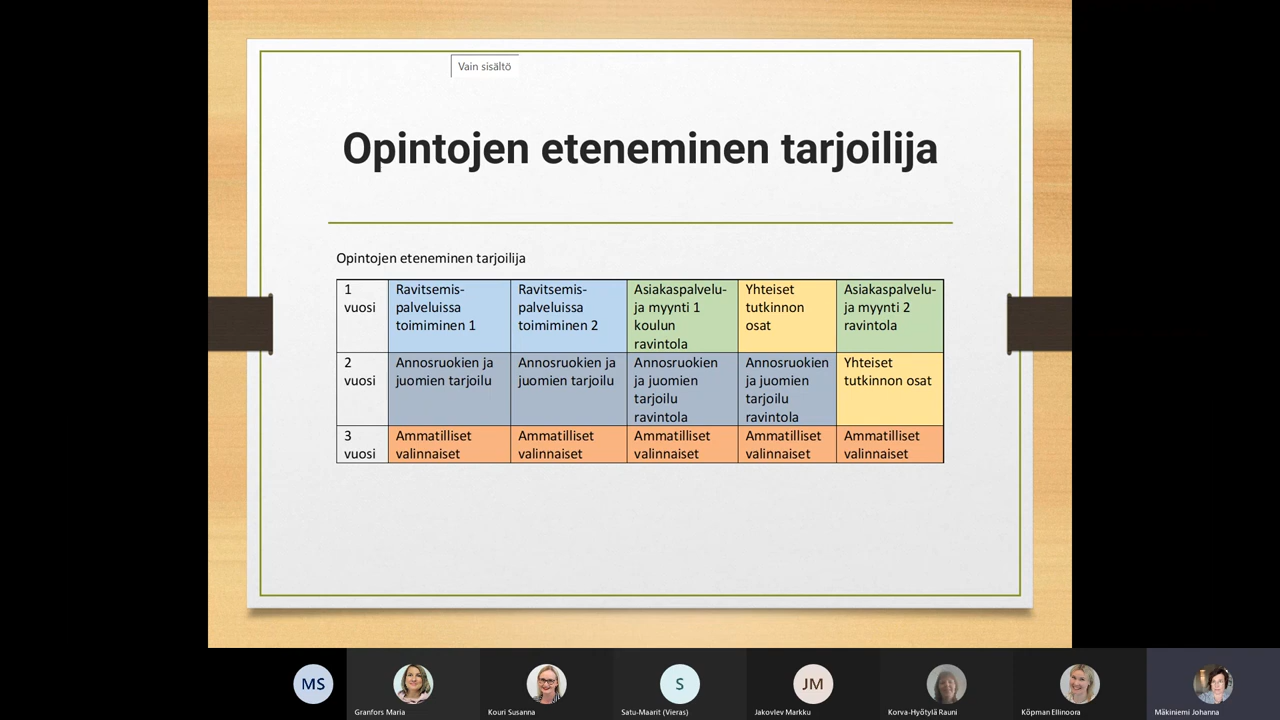 Vain sisältö
Opintojen eteneminen tarjoilija
Opintojen eteneminen tarjoilija
1
vuosi
Ravitsemis-
palveluissa
toimiminen 1
Ravitsemis-
palveluissa
toimiminen 2
Asiakaspalvelu-
ja myynti 1
koulun
ravintola
Yhteiset
tutkinnon
osat
Asiakaspalvelu-
ja myynti 2
ravintola
2
vuosi
Annosruokien ja
juomien tarjoilu
Annosruokien ja
juomien tarjoilu
Annosruokien
ja juomien
tarjoilu
ravintola
Annosruokien
ja juomien
tarjoilu
ravintola
Yhteiset
tutkinnon osat
3
vuosi
Ammatilliset
valinnaiset
Ammatilliset
valinnaiset
Ammatilliset
valinnaiset
Ammatilliset
valinnaiset
Ammatilliset
valinnaiset
MS
Granfors Maria
Kouri Susanna
S
Satu-Maarit (Vieras)
JM
Jakovlev Markku
Korva-Hyötylä Rauni
Köpman Ellinoora
Mäkiniemi Johanna